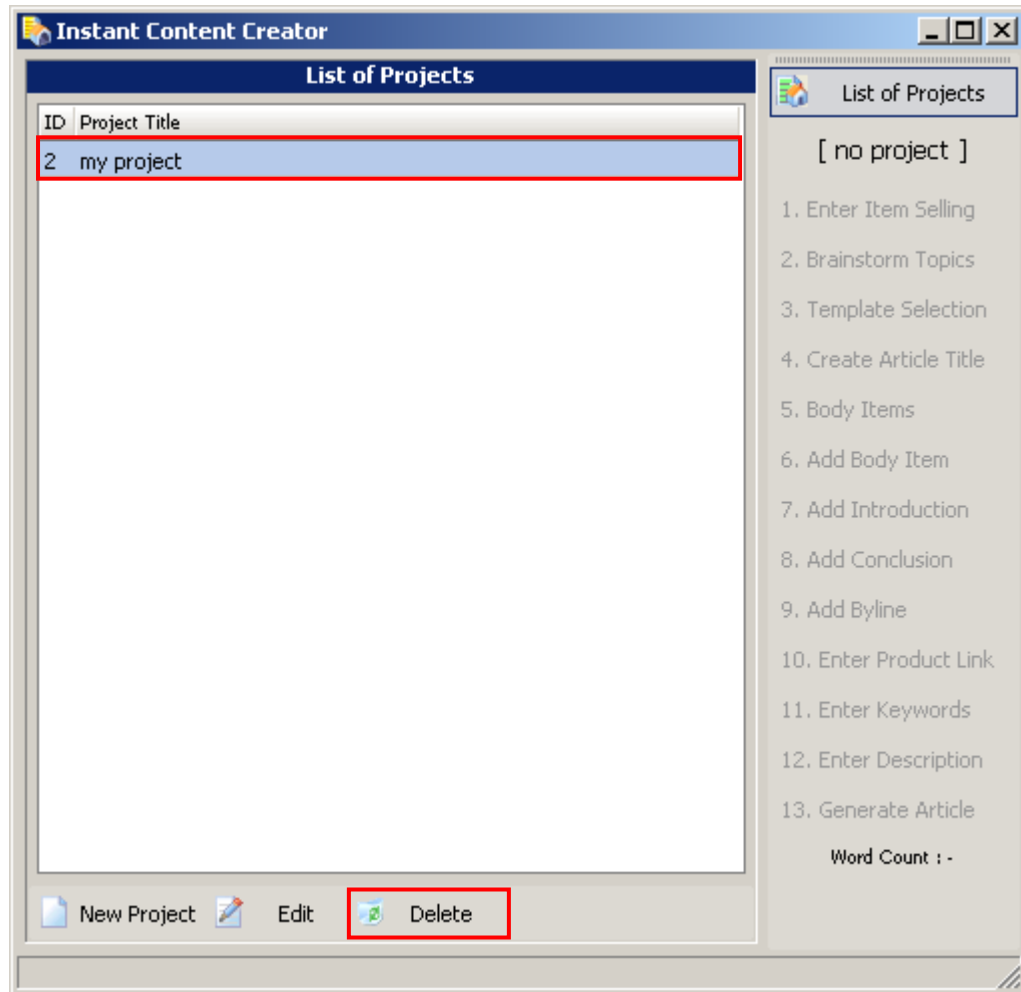 Instant Content Creator
List of Projects
ID Project Title
2 my project
New Project Edit Delete
List of Projects
[ no project ]
1. Enter Item Selling
2. Brainstorm Topics
3. Template Selection
4. Create Article Title
5. Body Items
6. Add Body Item
7. Add Introduction
8. Add Conclusion
9. Add Byline
10. Enter Product Link
11. Enter Keywords
12. Enter Description
13. Generate Article
Word Count : -